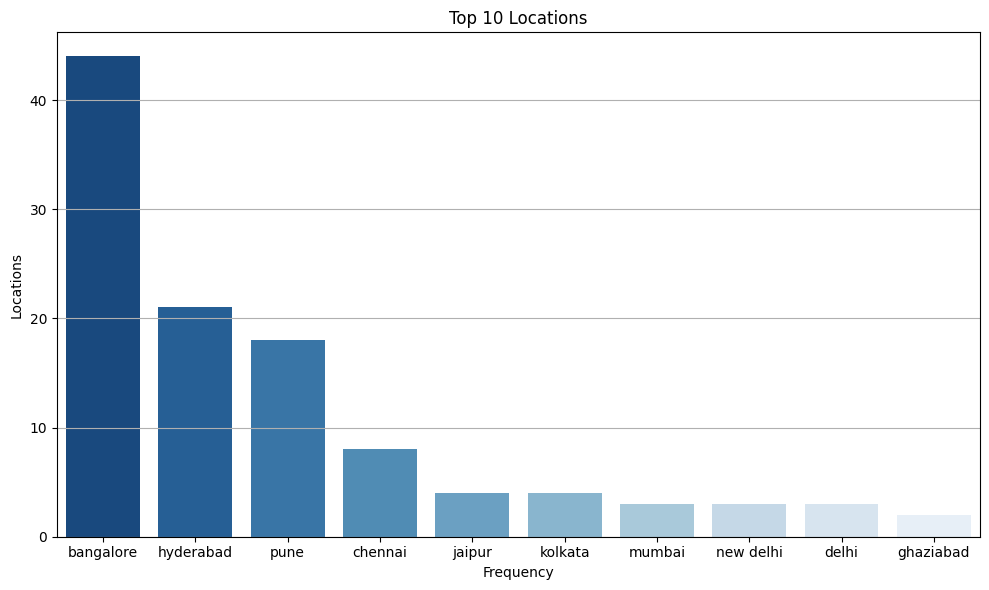 Top 10 Locations
Locations
40
30
20
10
0
bangalore hyderabad pune chennai jaipur kolkata mumbai new delhi delhi ghaziabad
Frequency